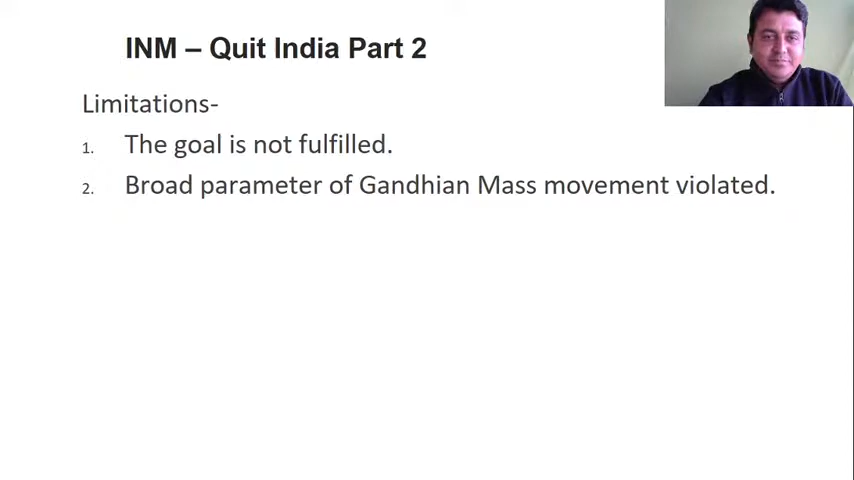 INM – Quit India Part 2
Limitations-
1. The goal is not fulfilled.
2. Broad parameter of Gandhian Mass movement violated.